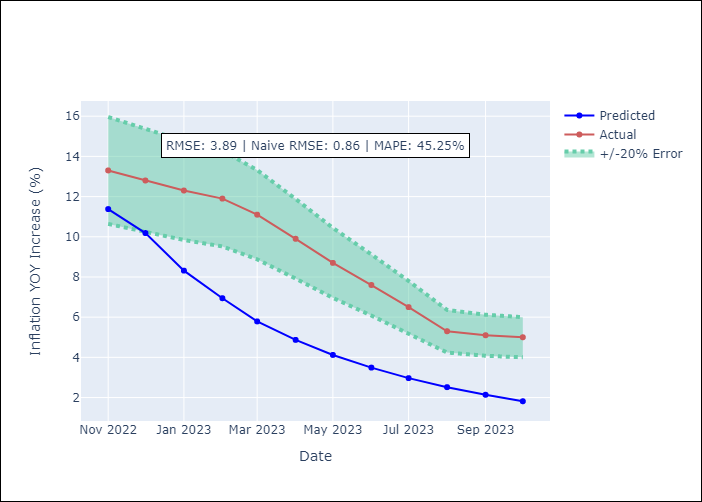 RMSE: 3.89 | Naive RMSE: 0.86 | MAPE: 45.25%
Predicted
Actual
+/-20% Error
Inflation YOY Increase (%)
16
14
12
10
8
6
4
2
Nov 2022 Jan 2023 Mar 2023 May 2023 Jul 2023 Sep 2023
Date